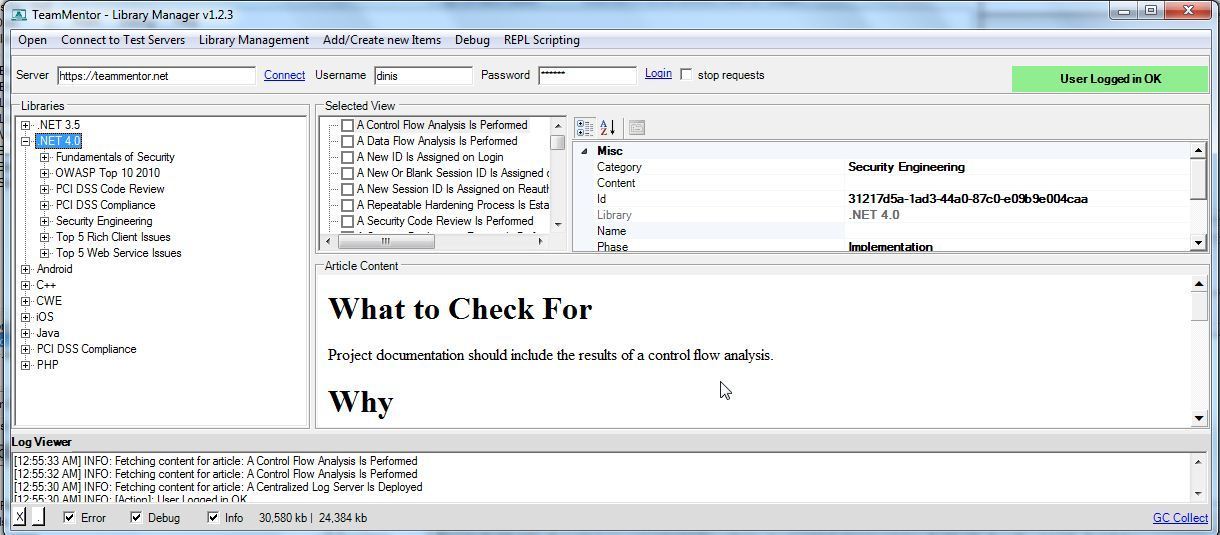 TeamMentor - Library Manager v1.2.3
Open Connect to Test Servers Library Management Add/Create new Items Debug REPL Scripting
Server https://teammentor.net Connect Username dinis Password ****** Login stop requests User Logged in OK
Libraries
.NET 3.5
.NET 4.0
Fundamentals of Security
OWASP Top 10 2010
PCI DSS Code Review
PCI DSS Compliance
Security Engineering
Top 5 Rich Client Issues
Top 5 Web Service Issues
Android
C++
CWE
iOS
Java
PCI DSS Compliance
PHP
Selected View
A Control Flow Analysis Is Performed
A Data Flow Analysis Is Performed
A New ID Is Assigned on Login
A New Or Blank Session ID Is Assigned
A New Session ID Is Assigned on Reauth
A Repeatable Hardening Process Is Esta
A Security Code Review Is Performed
Misc
Category Security Engineering
Content
Id 31217d5a-1ad3-44a0-87c0-e09b9e004caa
Library .NET 4.0
Name
Phase Implementation
Article Content
What to Check For
Project documentation should include the results of a control flow analysis.
Why
Log Viewer
[12:55:33 AM] INFO: Fetching content for article: A Control Flow Analysis Is Performed
[12:55:32 AM] INFO: Fetching content for article: A Control Flow Analysis Is Performed
[12:55:30 AM] INFO: Fetching content for article: A Centralized Log Server Is Deployed
[12:55:30 AM] INFO: [Action]: User Logged in OK
X . Error Debug Info 30,580 kb | 24,384 kb GC Collect